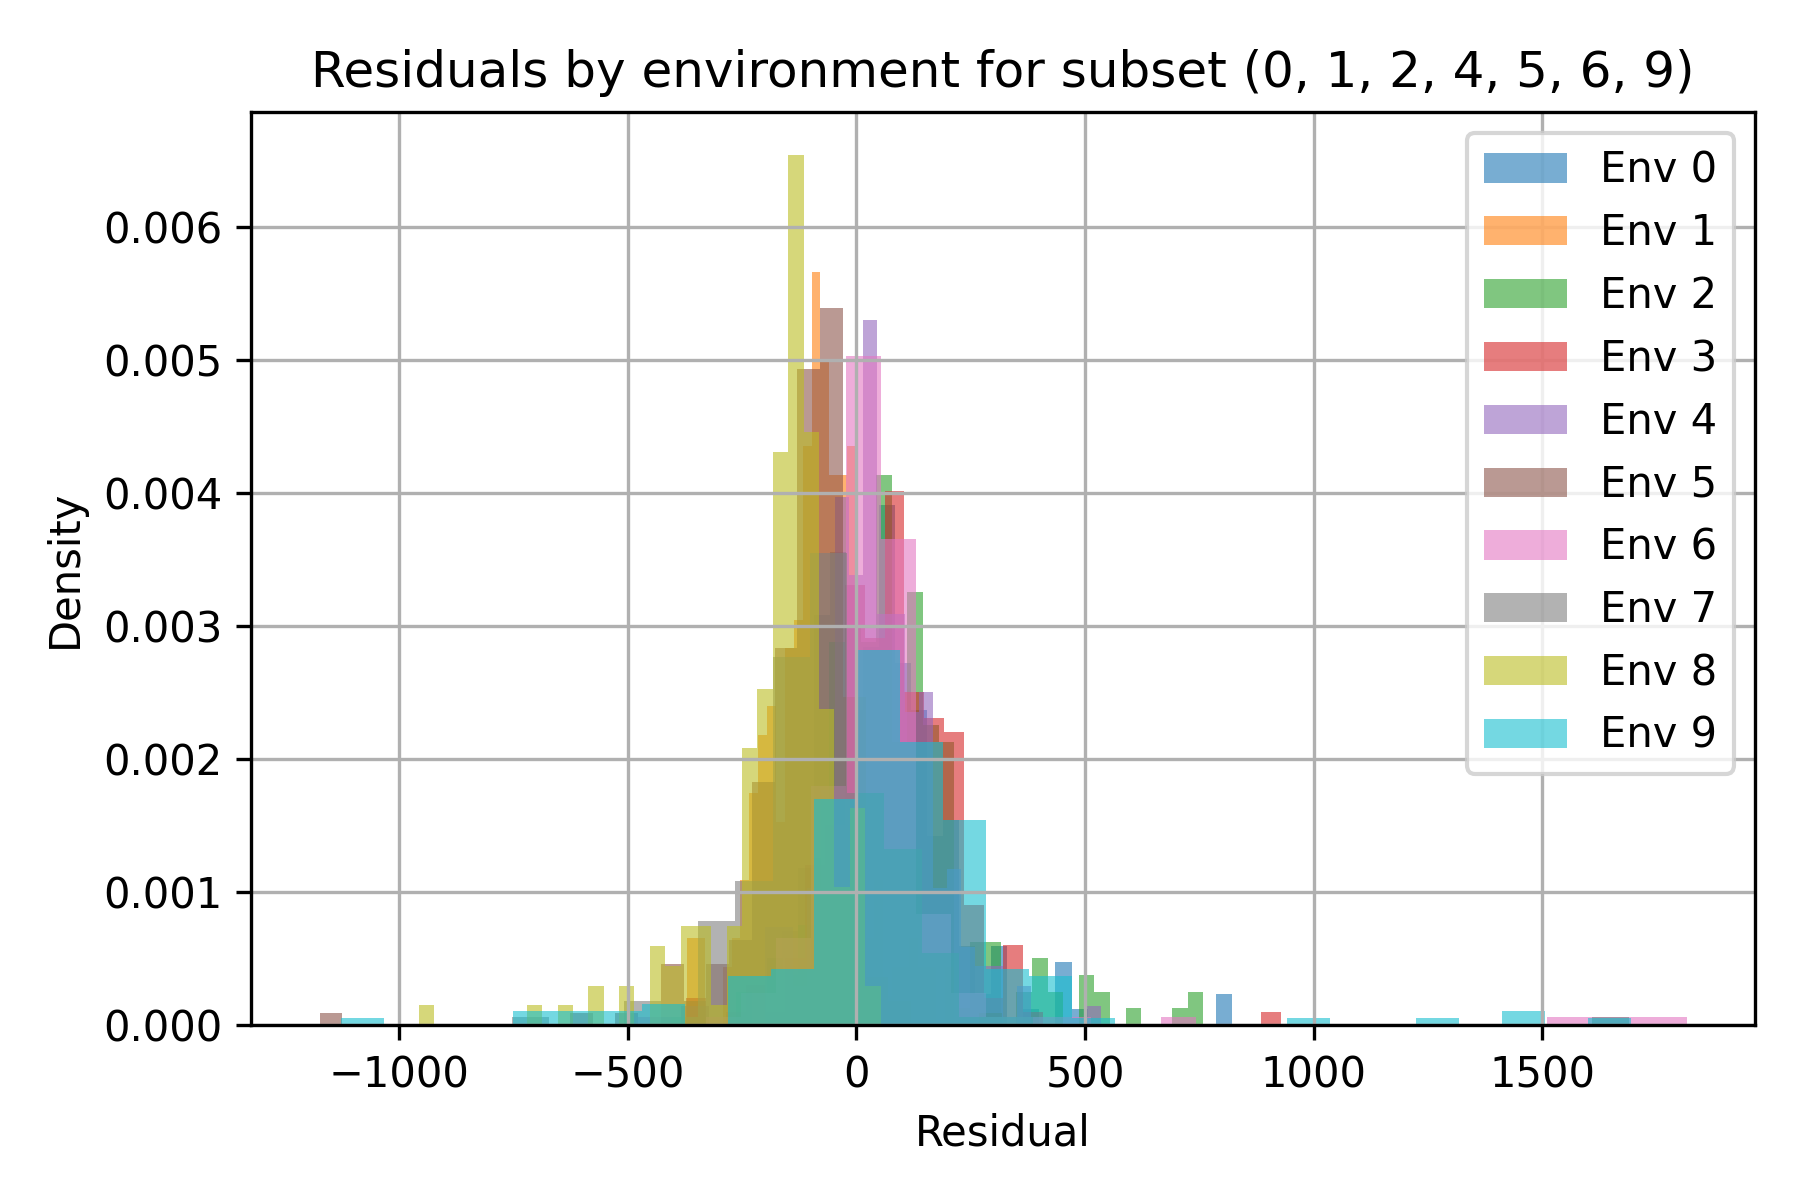 Residuals by environment for subset (0, 1, 2, 4, 5, 6, 9)
Density
0.006
0.005
0.004
0.003
0.002
0.001
0.000
−1000
−500
0
500
1000
1500
Residual
Env 0
Env 1
Env 2
Env 3
Env 4
Env 5
Env 6
Env 7
Env 8
Env 9